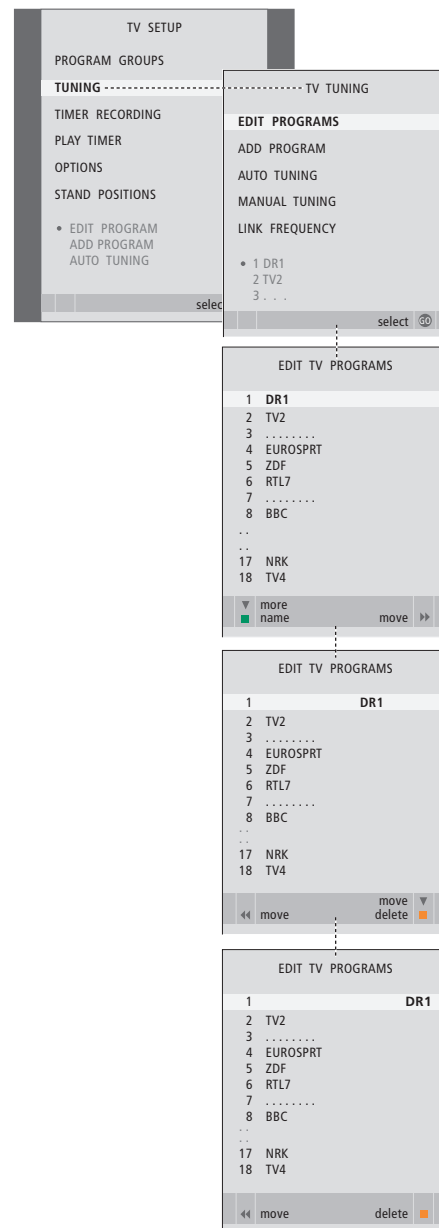 TV SETUP
PROGRAM GROUPS
TUNING
TIMER RECORDING
PLAY TIMER
OPTIONS
STAND POSITIONS
• EDIT PROGRAM
ADD PROGRAM
AUTO TUNING
selec
TV TUNING
EDIT PROGRAMS
ADD PROGRAM
AUTO TUNING
MANUAL TUNING
LINK FREQUENCY
• 1 DR1
2 TV2
3 . . .
select GO
EDIT TV PROGRAMS
1 DR1
2 TV2
3 ........
4 EUROSPRT
5 ZDF
6 RTL7
7 ........
8 BBC
. .
. .
17 NRK
18 TV4
more
name move
EDIT TV PROGRAMS
1 DR1
2 TV2
3 ........
4 EUROSPRT
5 ZDF
6 RTL7
7 ........
8 BBC
. .
. .
17 NRK
18 TV4
move
move delete
EDIT TV PROGRAMS
1 DR1
2 TV2
3 ........
4 EUROSPRT
5 ZDF
6 RTL7
7 ........
8 BBC
. .
. .
17 NRK
18 TV4
move delete